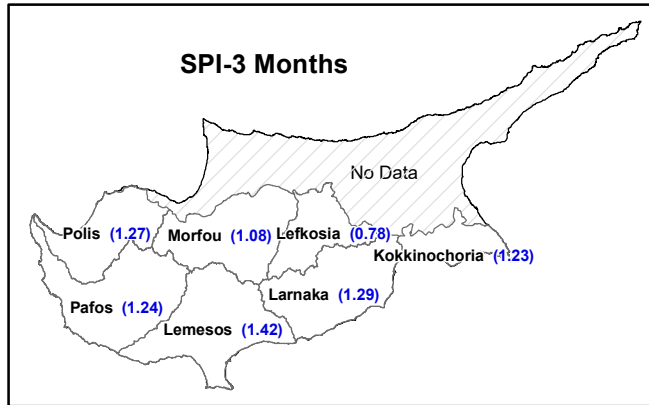 SPI-3 Months
No Data
Polis (1.27)
Morfou (1.08)
Lefkosia (0.78)
Kokkinochoria (1.23)
Pafos (1.24)
Larnaka (1.29)
Lemesos (1.42)